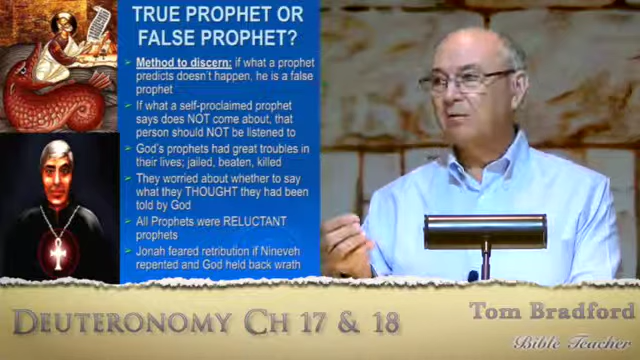 TRUE PROPHET OR
FALSE PROPHET?
Method to discern: if what a prophet
predicts doesn't happen, he is a false
prophet
If what a self-proclaimed prophet
says does NOT come about, that
person should NOT be listened to
God's prophets had great troubles in
their lives; jailed, beaten, killed
They worried about whether to say
what they THOUGHT they had been
told by God
All Prophets were RELUCTANT
prophets
Jonah feared retribution if Nineveh
repented and God held back wrath
Deuteronomy Ch 17 & 18
Tom Bradford
Bible Teacher